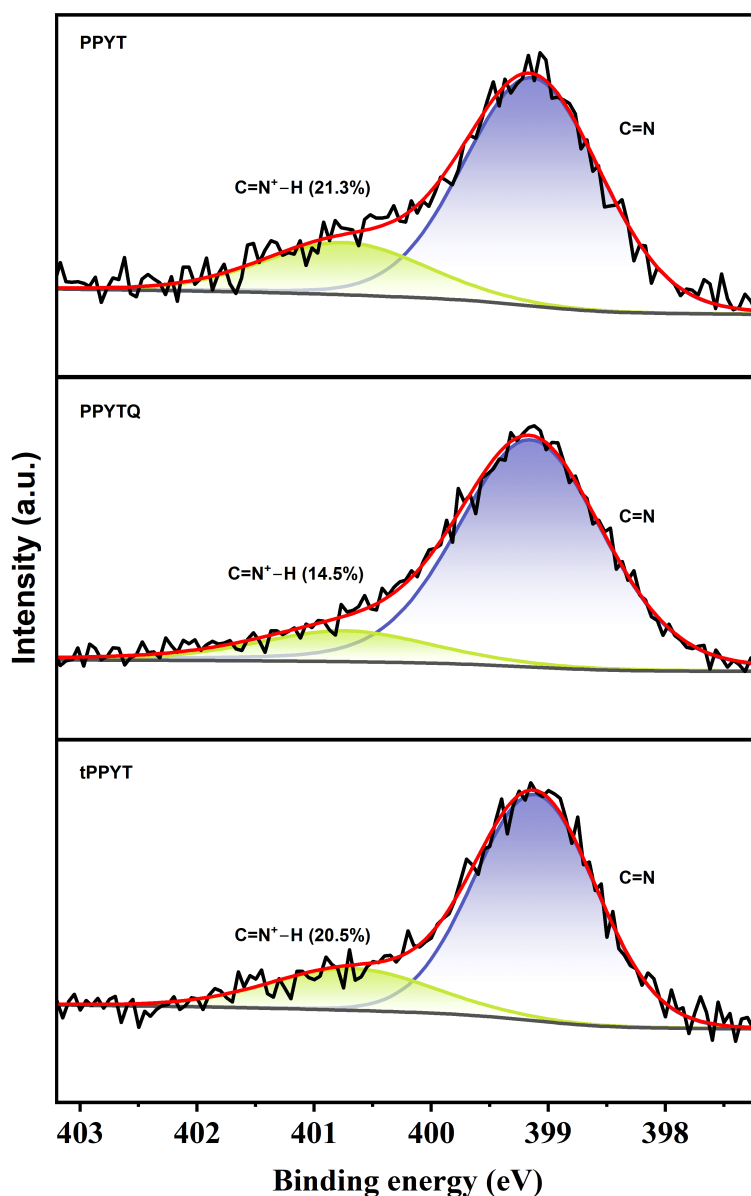 PPYT
C=N
C=N⁺−H (21.3%)
PPYTQ
C=N
C=N⁺−H (14.5%)
tPPYT
C=N
C=N⁺−H (20.5%)
Intensity (a.u.)
403 402 401 400 399 398
Binding energy (eV)